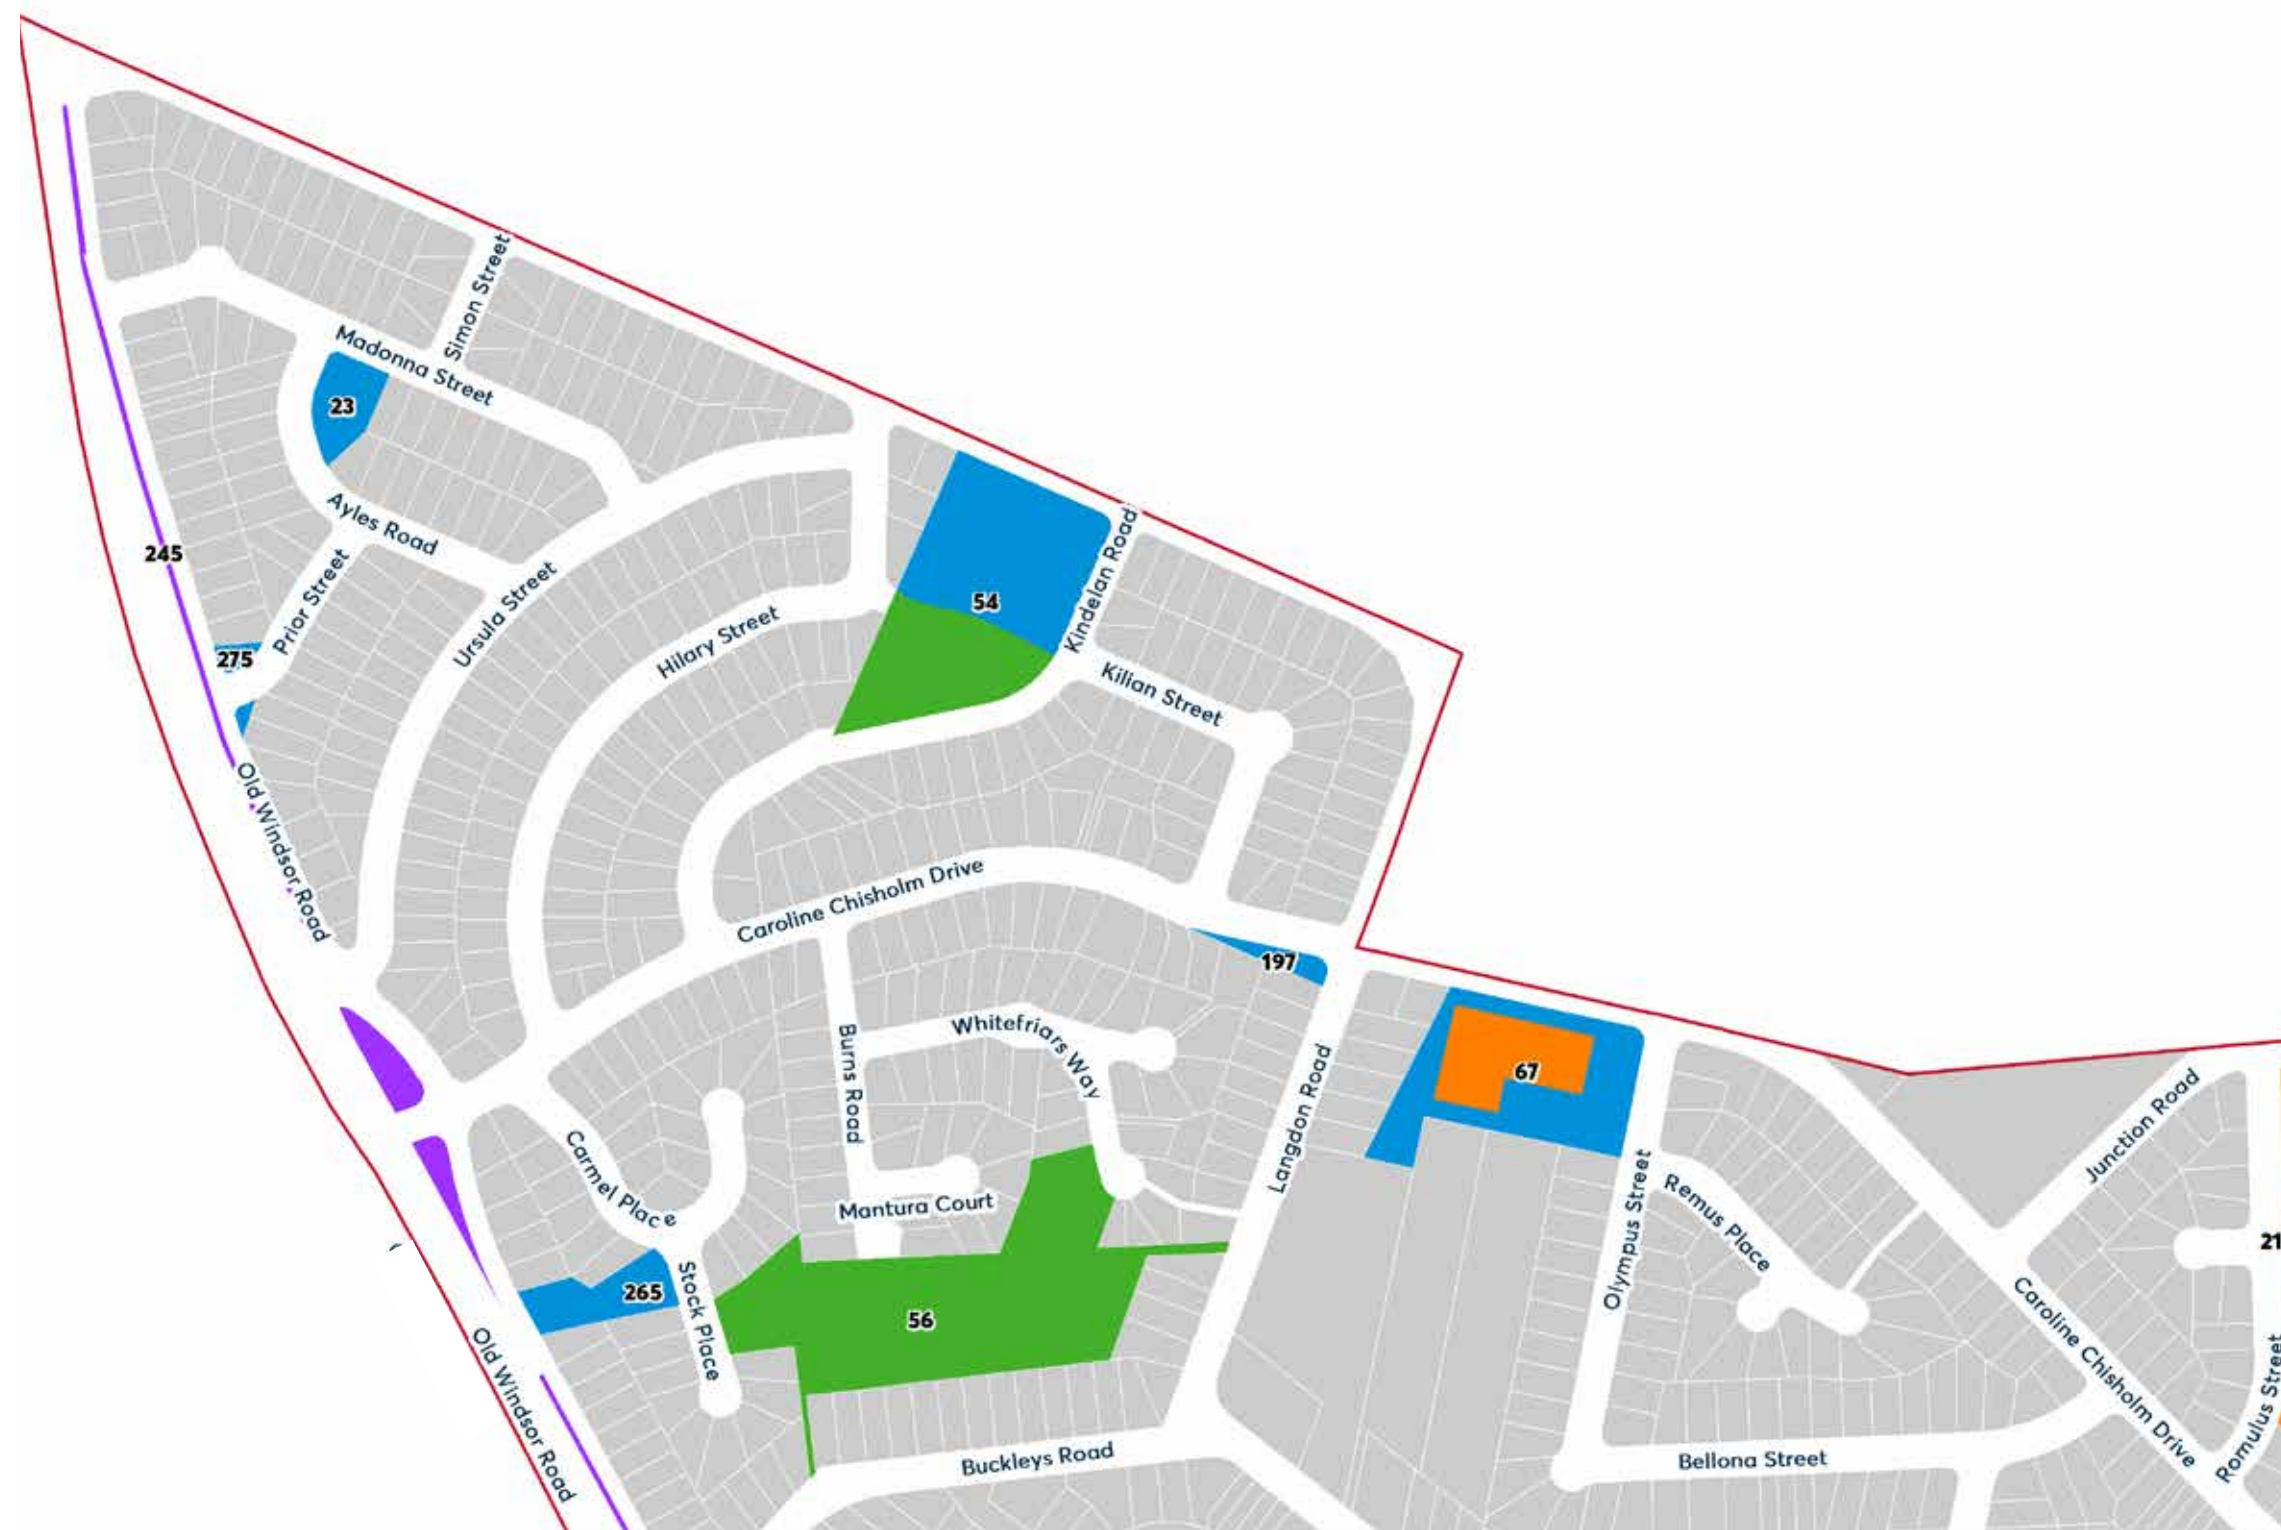 Simon Street
Madonna Street
23
Ayles Road
245
Prior Street
Ursula Street
275
Hilary Street
54
Kindelan Road
Kilian Street
Old Windsor Road
Caroline Chisholm Drive
197
Whitefriars Way
Burns Road
Langdon Road
67
Carmel Place
Mantura Court
Junction Road
Remus Place
Olympus Street
21
265
Stock Place
56
Caroline Chisholm Drive
Old Windsor Road
Buckleys Road
Bellona Street
Romulus Street